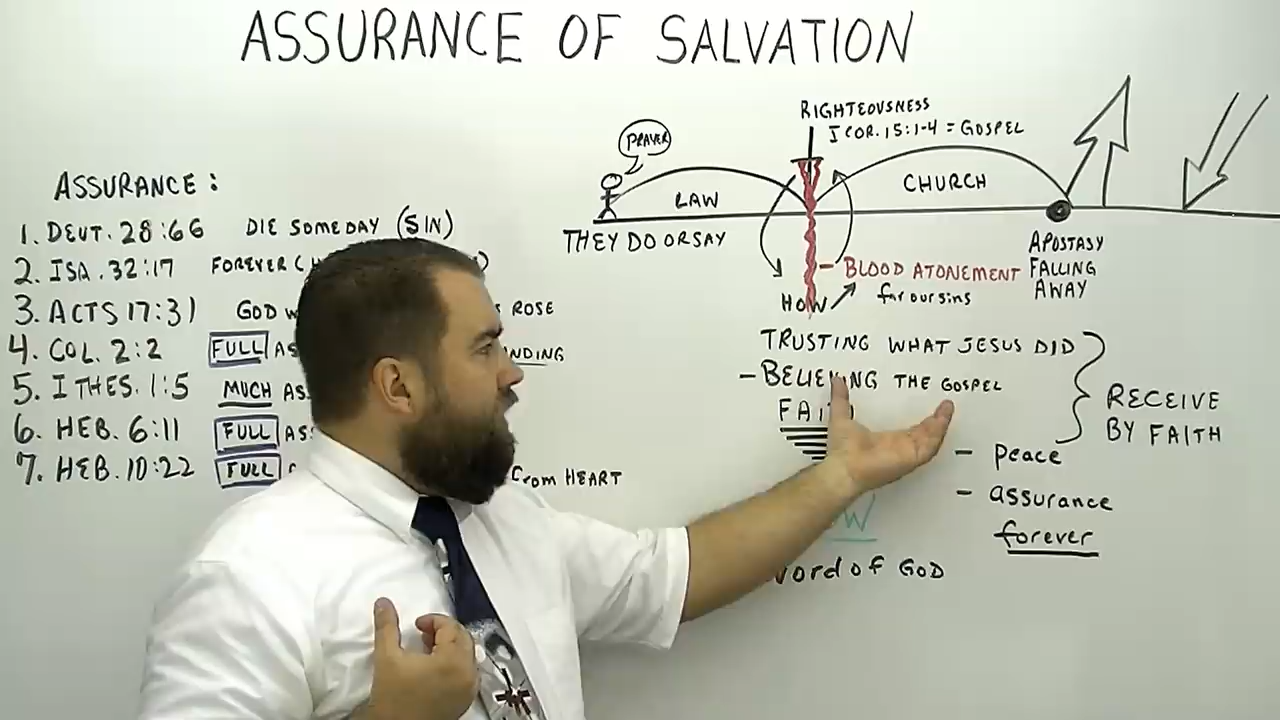 ASSURANCE OF SALVATION
ASSURANCE:
1. DEUT. 28:66 DIE SOMEDAY (SIN)
2. ISA. 32:17 FOREVER
3. ACTS 17:31 GOD ROSE
4. COL. 2:2 FULL
5. I THES. 1:5 MUCH
6. HEB. 6:11 FULL
7. HEB. 10:22 FULL from HEART
PRAYER
LAW
THEY DO OR SAY
RIGHTEOUSNESS
I COR. 15:1-4 = GOSPEL
CHURCH
APOSTASY
FALLING
AWAY
- BLOOD ATONEMENT
for our sins
HOW
TRUSTING WHAT JESUS DID
- BELIEVING THE GOSPEL
FAITH
RECEIVE
BY FAITH
- peace
- assurance
forever
word of GOD